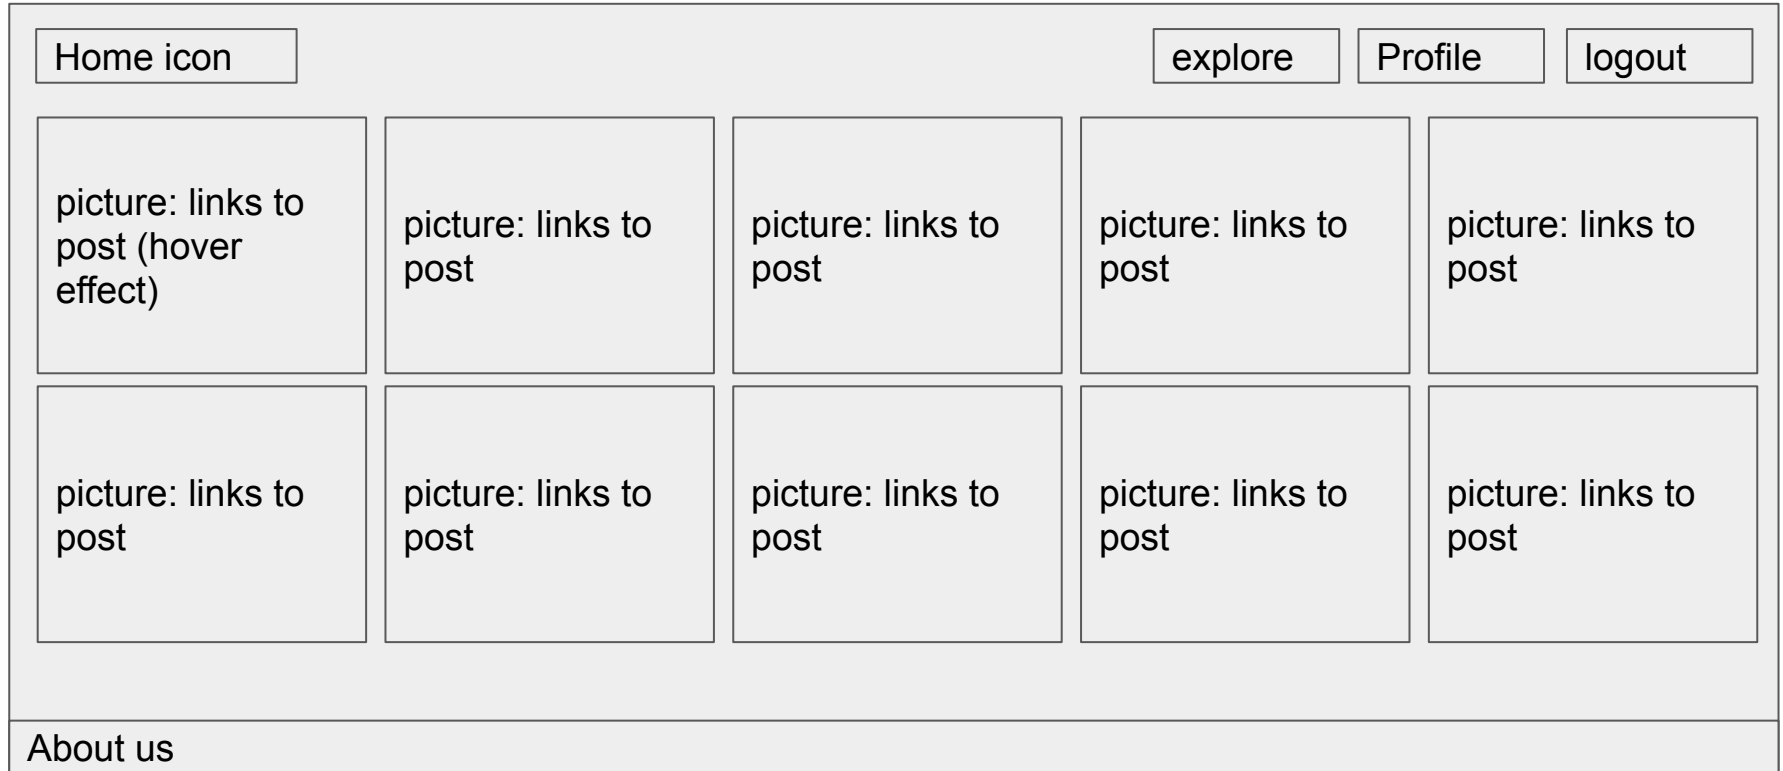 Home icon
explore
Profile
logout
picture: links to
post (hover
effect)
picture: links to
post
picture: links to
post
picture: links to
post
picture: links to
post
picture: links to
post
picture: links to
post
picture: links to
post
picture: links to
post
picture: links to
post
About us